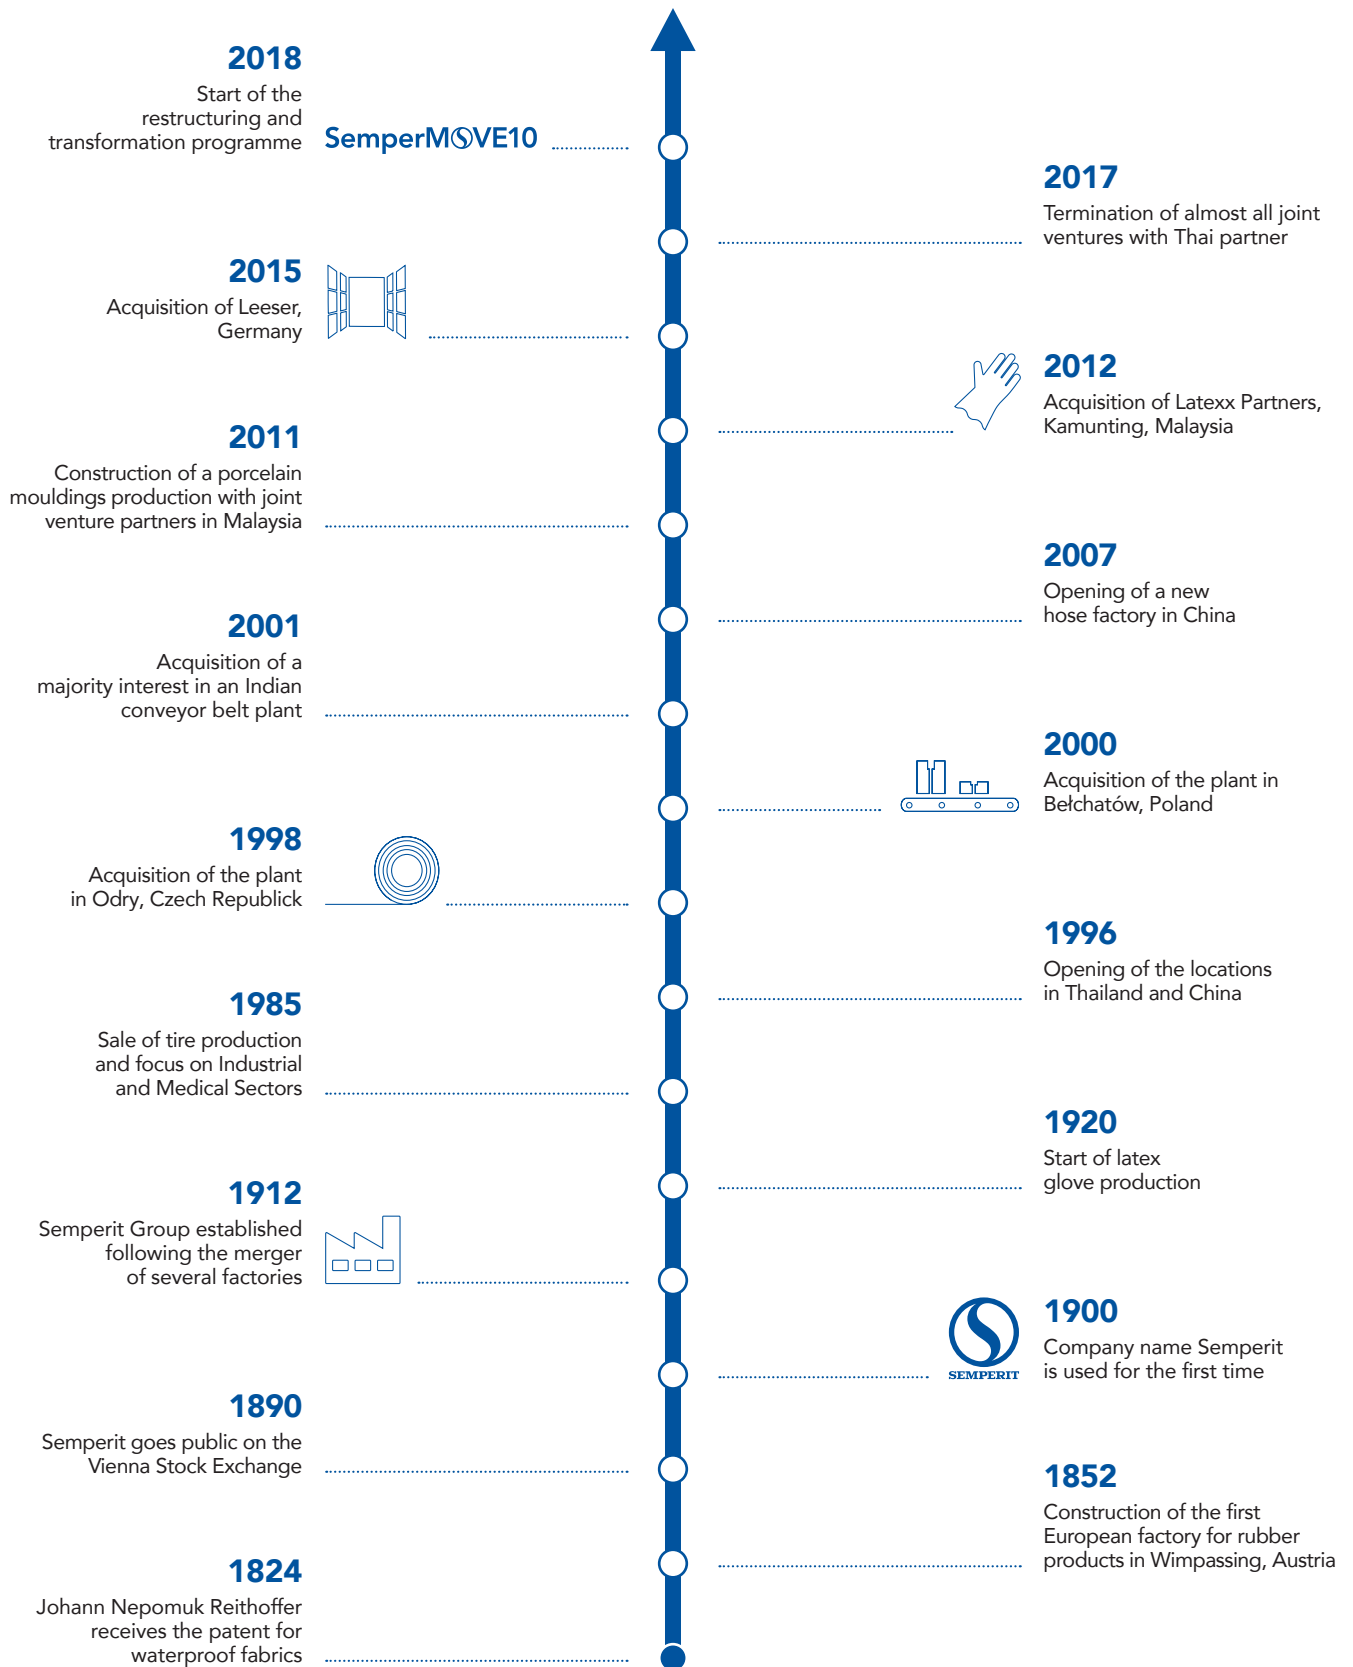 2018
Start of the
restructuring and
transformation programme
SemperMOVE10
2017
Termination of almost all joint
ventures with Thai partner
2015
Acquisition of Leeser,
Germany
2012
Acquisition of Latexx Partners,
Kamunting, Malaysia
2011
Construction of a porcelain
mouldings production with joint
venture partners in Malaysia
2007
Opening of a new
hose factory in China
2001
Acquisition of a
majority interest in an Indian
conveyor belt plant
2000
Acquisition of the plant in
Bełchatów, Poland
1998
Acquisition of the plant
in Odry, Czech Republick
1996
Opening of the locations
in Thailand and China
1985
Sale of tire production
and focus on Industrial
and Medical Sectors
1920
Start of latex
glove production
1912
Semperit Group established
following the merger
of several factories
1900
Company name Semperit
is used for the first time
SEMPERIT
1890
Semperit goes public on the
Vienna Stock Exchange
1852
Construction of the first
European factory for rubber
products in Wimpassing, Austria
1824
Johann Nepomuk Reithoffer
receives the patent for
waterproof fabrics